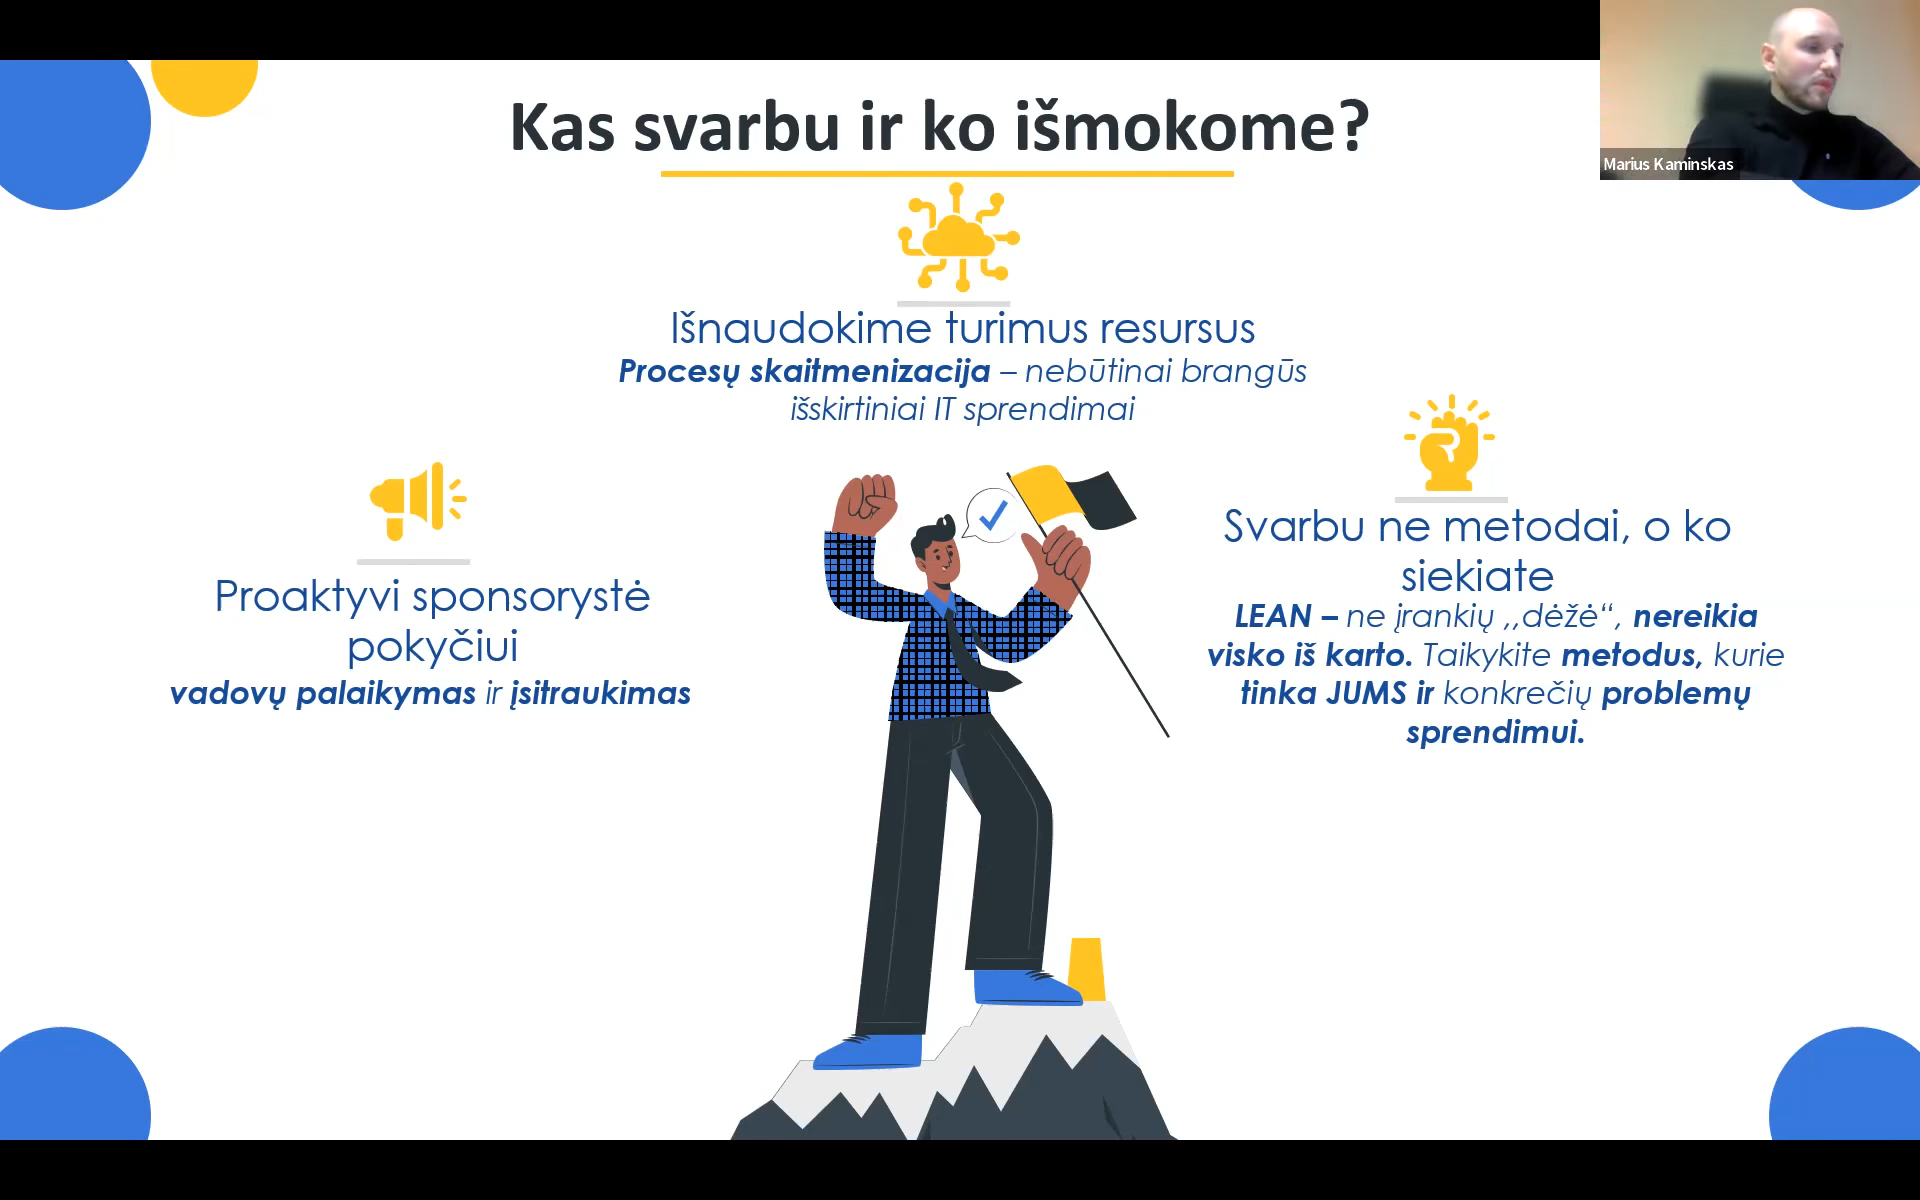 Kas svarbu ir ko išmokome?
Marius Kaminskas
Išnaudokime turimus resursus
Procesų skaitmenizacija – nebūtinai brangūs
išskirtiniai IT sprendimai
Proaktyvi sponsorystė
pokyčiui
vadovų palaikymas ir įsitraukimas
Svarbu ne metodai, o ko
siekiate
LEAN – ne įrankių ,,dėžė“, nereikia
visko iš karto. Taikykite metodus, kurie
tinka JUMS ir konkrečių problemų
sprendimui.